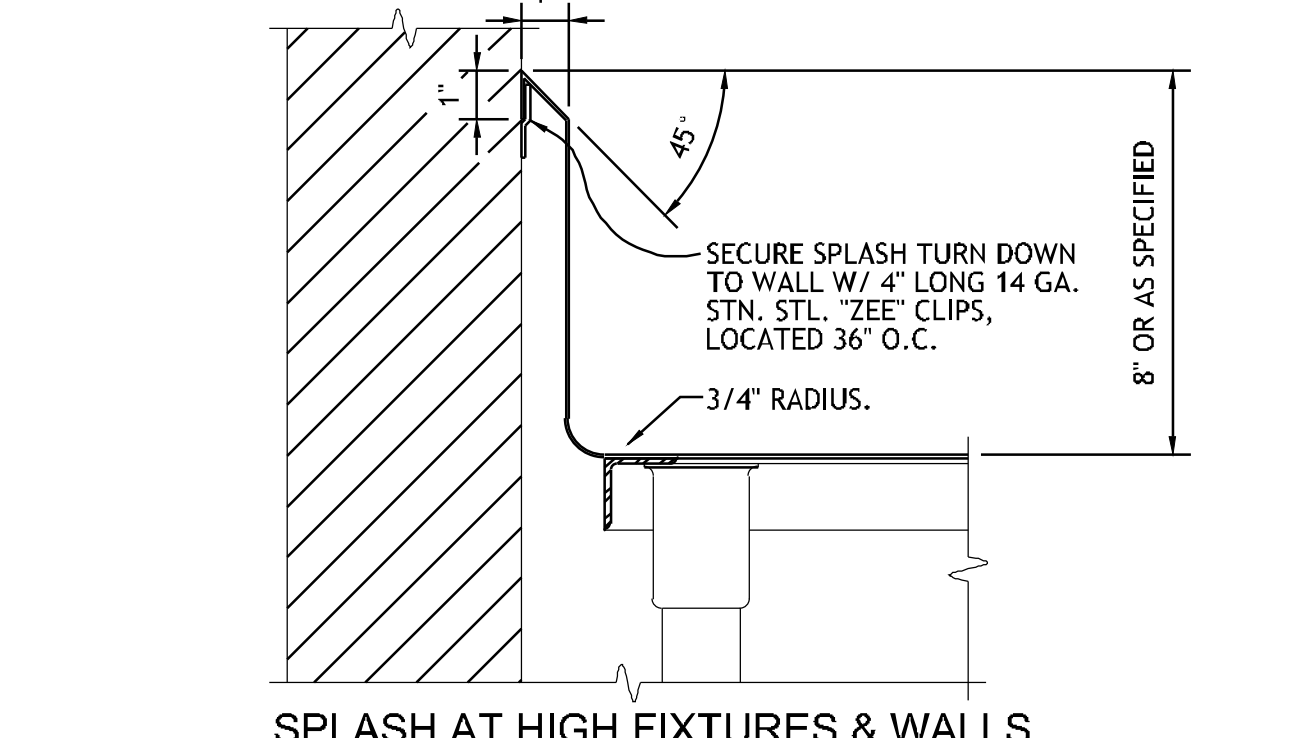 1"
45°
8" OR AS SPECIFIED
SECURE SPLASH TURN DOWN
TO WALL W/ 4" LONG 14 GA.
STN. STL. "ZEE" CLIPS,
LOCATED 36" O.C.
3/4" RADIUS.
SPLASH AT HIGH FIXTURES & WALLS